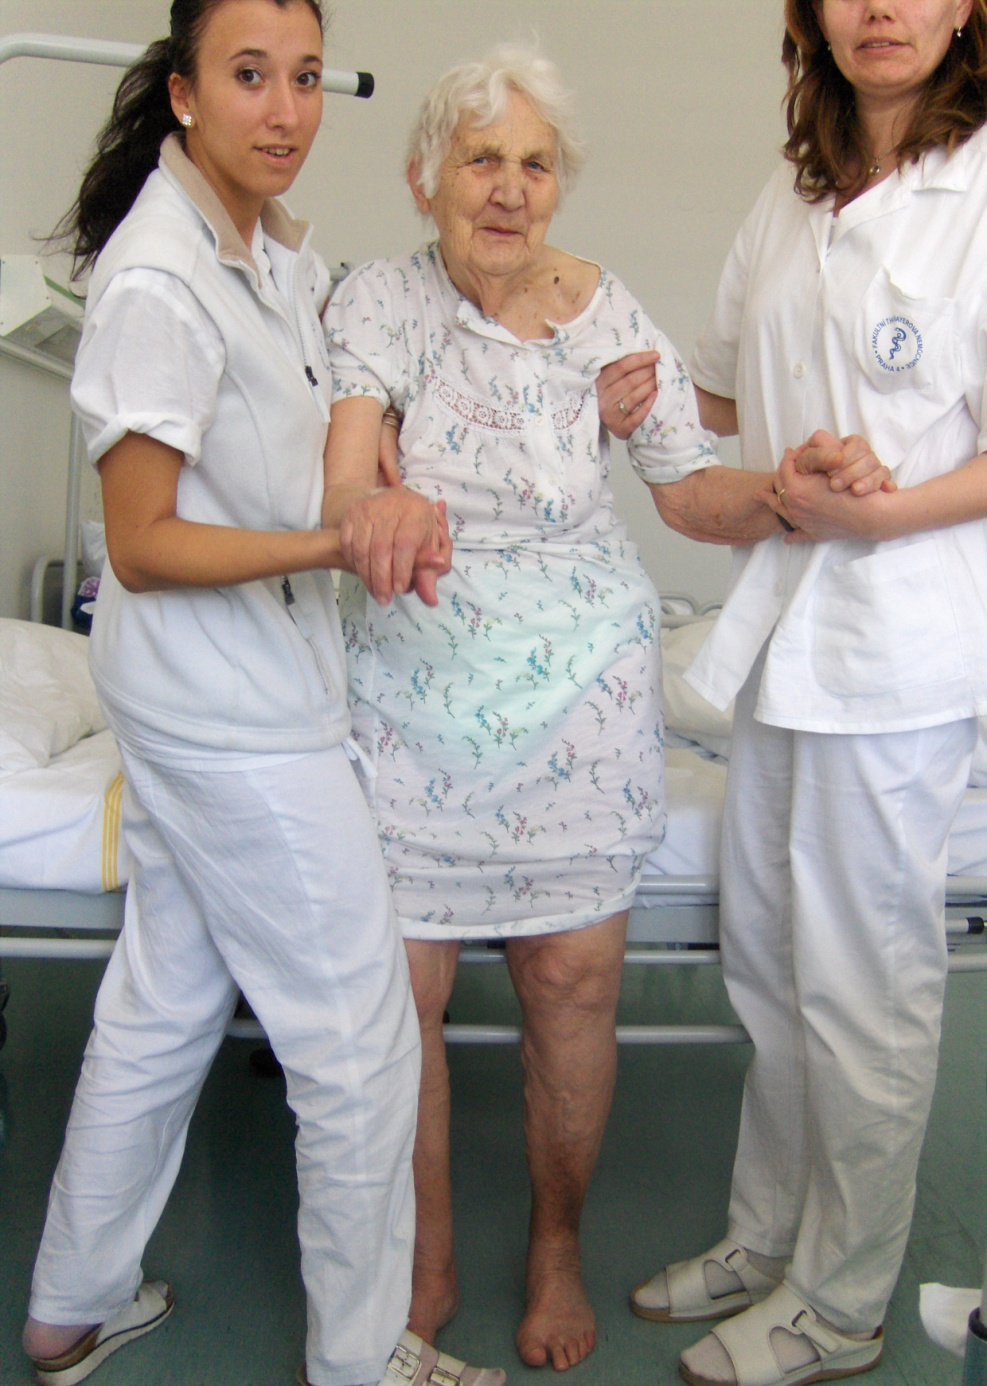 FAKULTNÍ THOMAYEROVA NEMOCNICE
• PRAHA 4 •